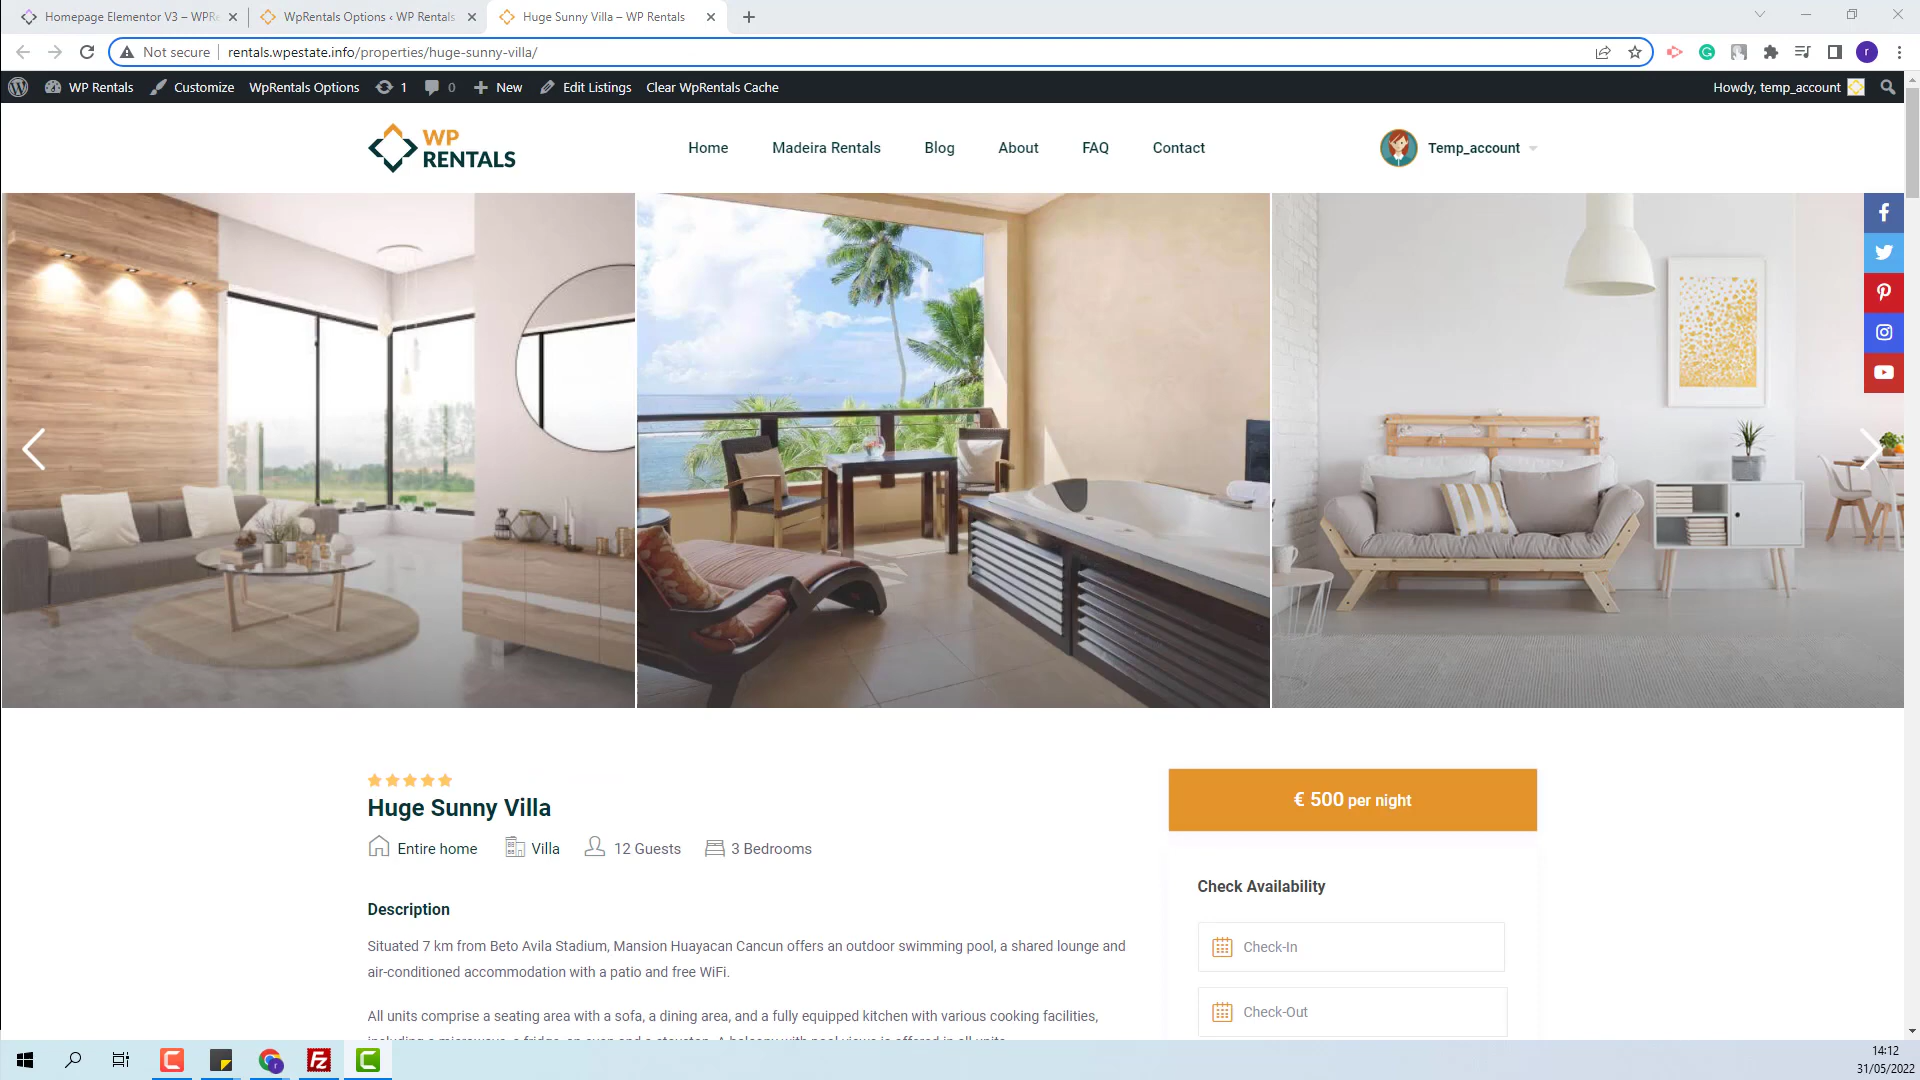 Homepage Elementor V3 – WPR
WpRentals Options ‹ WP Rentals
Huge Sunny Villa – WP Rentals
Not secure
rentals.wpestate.info/properties/huge-sunny-villa/
r
WP Rentals
Customize
WpRentals Options
1
0
New
Edit Listings
Clear WpRentals Cache
Howdy, temp_account
WP
RENTALS
Home
Madeira Rentals
Blog
About
FAQ
Contact
Temp_account
Huge Sunny Villa
Entire home
Villa
12 Guests
3 Bedrooms
€ 500 per night
Description
Situated 7 km from Beto Avila Stadium, Mansion Huayacan Cancun offers an outdoor swimming pool, a shared lounge and
air-conditioned accommodation with a patio and free WiFi.
All units comprise a seating area with a sofa, a dining area, and a fully equipped kitchen with various cooking facilities,
Check Availability
Check-In
Check-Out
14:12
31/05/2022